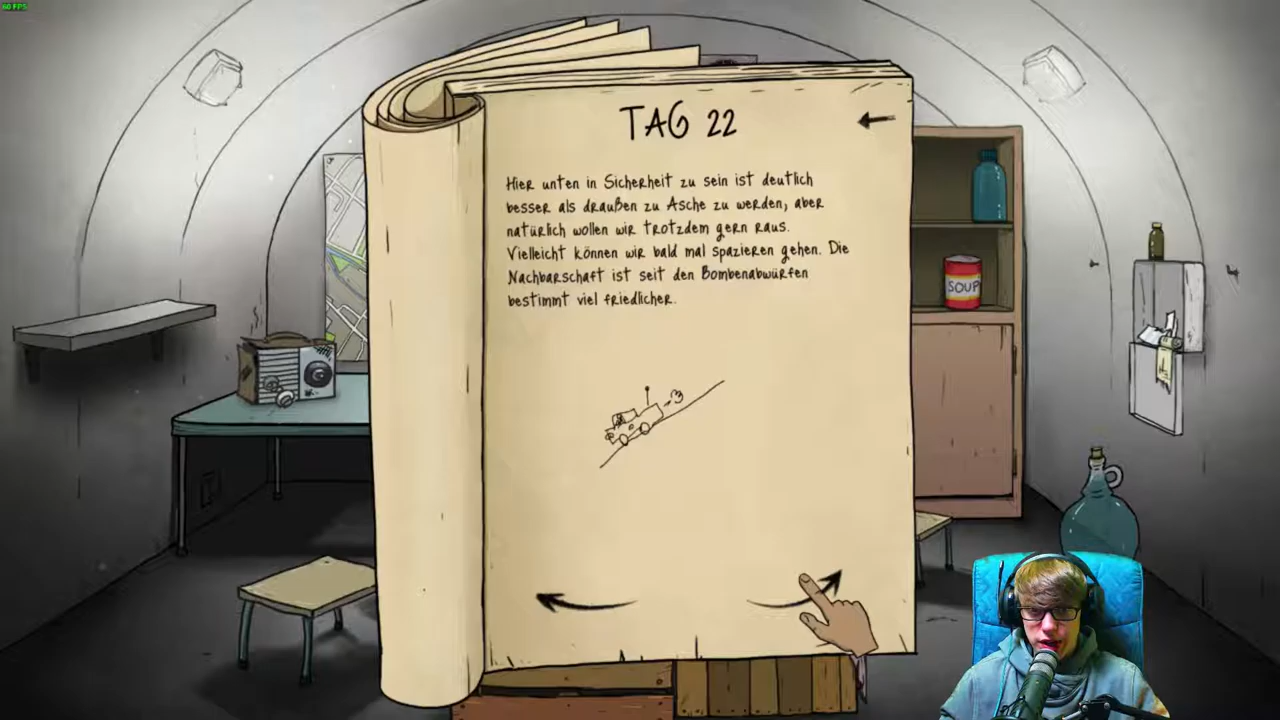 60 FPS
TAG 22
Hier unten in Sicherheit zu sein ist deutlich
besser als draußen zu Asche zu werden, aber
natürlich wollen wir trotzdem gern raus.
Vielleicht können wir bald mal spazieren gehen. Die
Nachbarschaft ist seit den Bombenabwürfen
bestimmt viel friedlicher.
SOUP